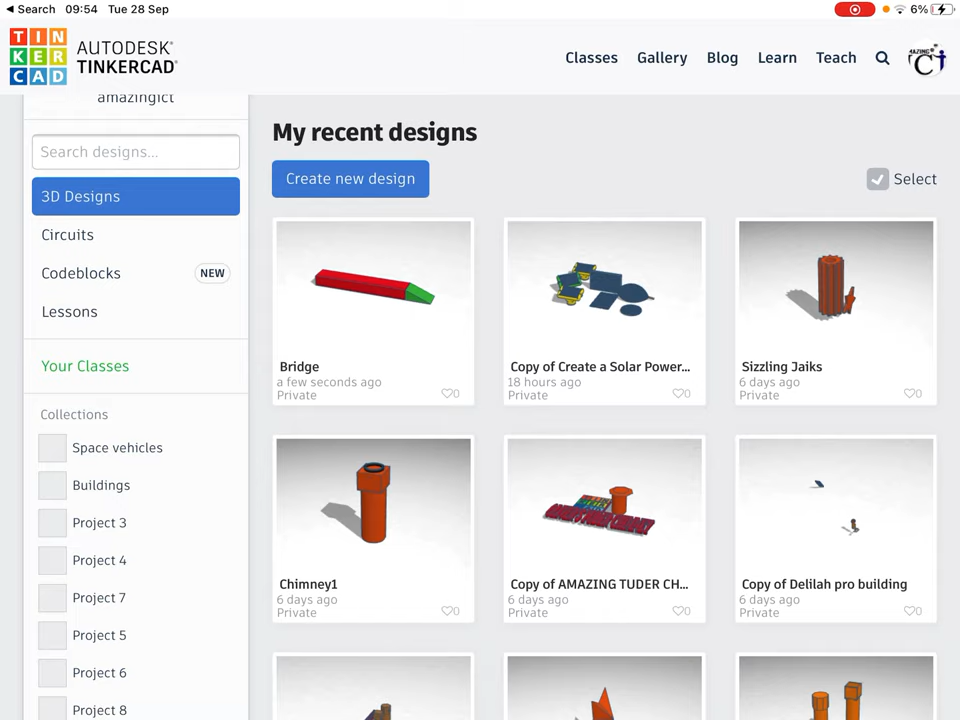 Search 09:54 Tue 28 Sep 6%
TIN
KER
CAD
AUTODESK®
TINKERCAD®
Classes Gallery Blog Learn Teach
amazingict
Search designs...
3D Designs
Circuits
Codeblocks NEW
Lessons
Your Classes
Collections
Space vehicles
Buildings
Project 3
Project 4
Project 7
Project 5
Project 6
Project 8
My recent designs
Create new design
Select
Bridge
a few seconds ago
Private 0
Copy of Create a Solar Power...
18 hours ago
Private 0
Sizzling Jaiks
6 days ago
Private 0
Chimney1
6 days ago
Private 0
Copy of AMAZING TUDER CH...
6 days ago
Private 0
Copy of Delilah pro building
6 days ago
Private 0